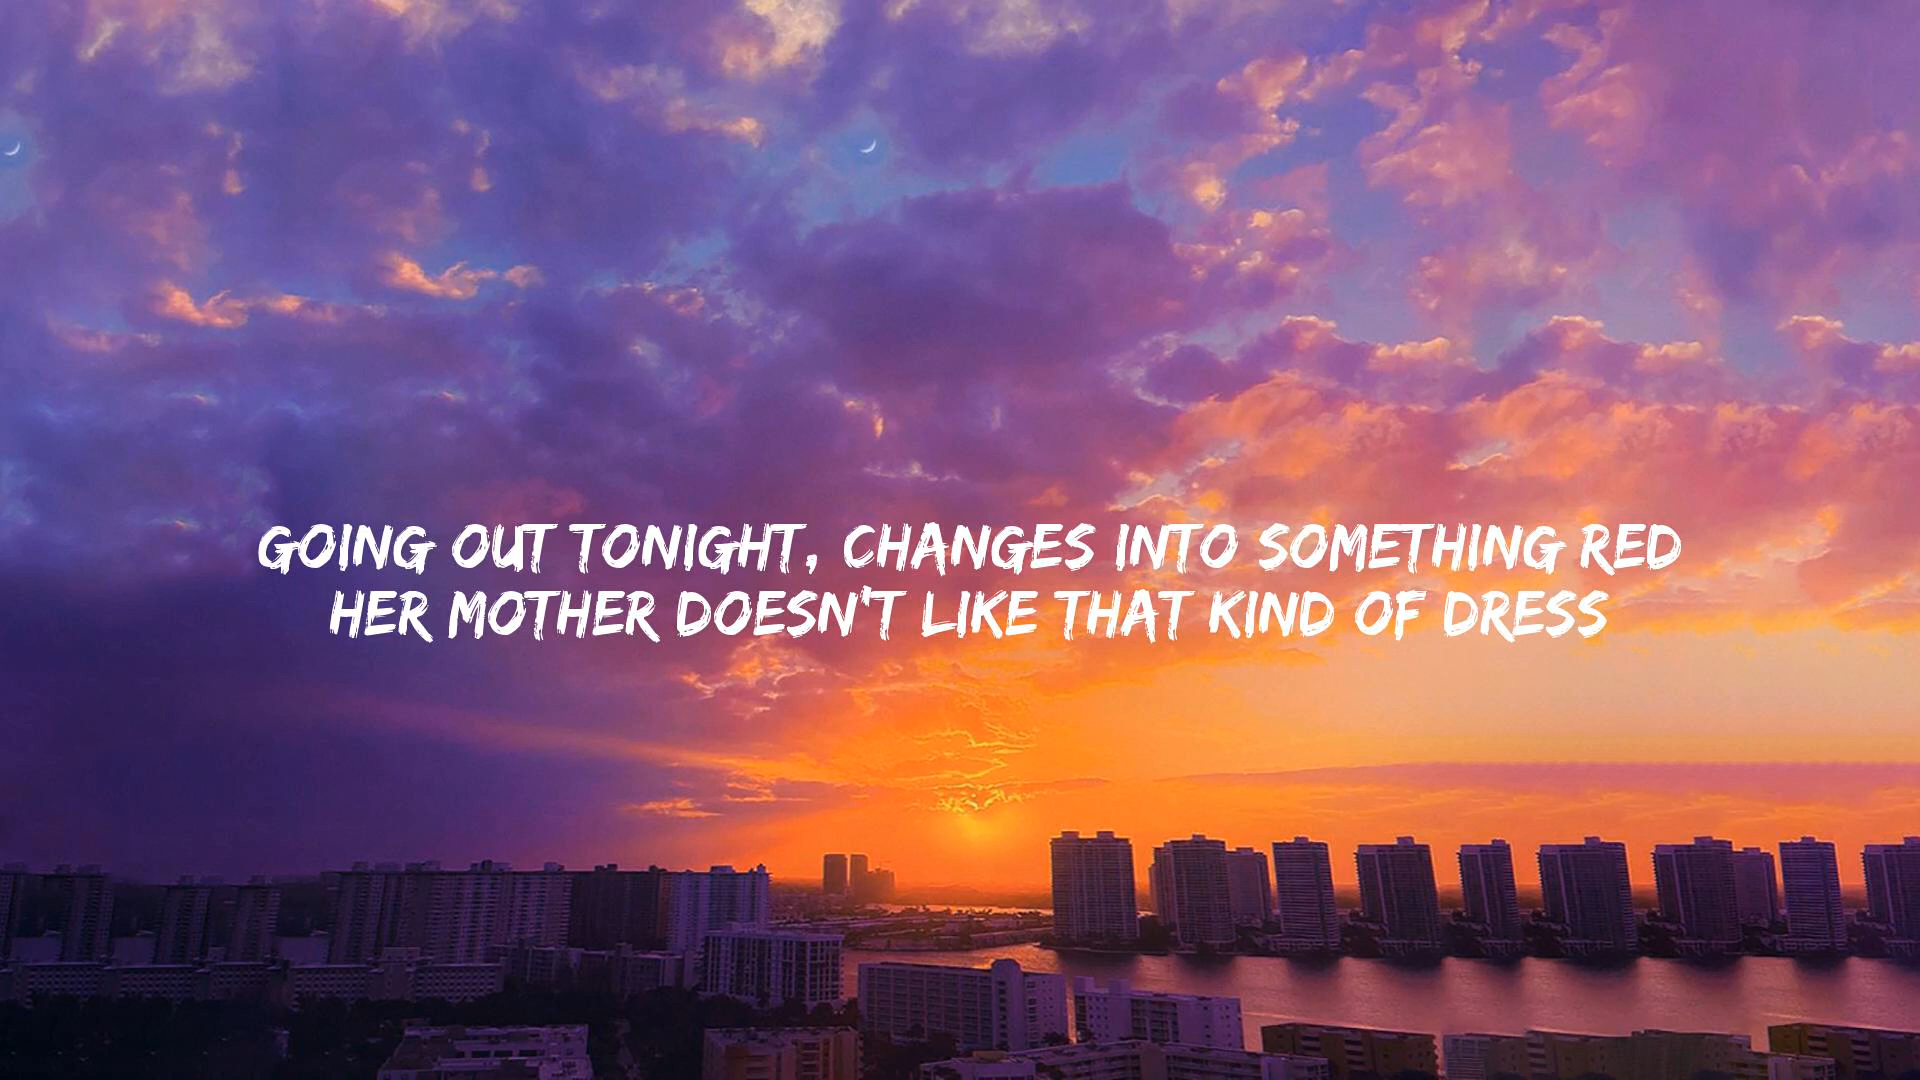 GOING OUT TONIGHT, CHANGES INTO SOMETHING RED
HER MOTHER DOESN'T LIKE THAT KIND OF DRESS